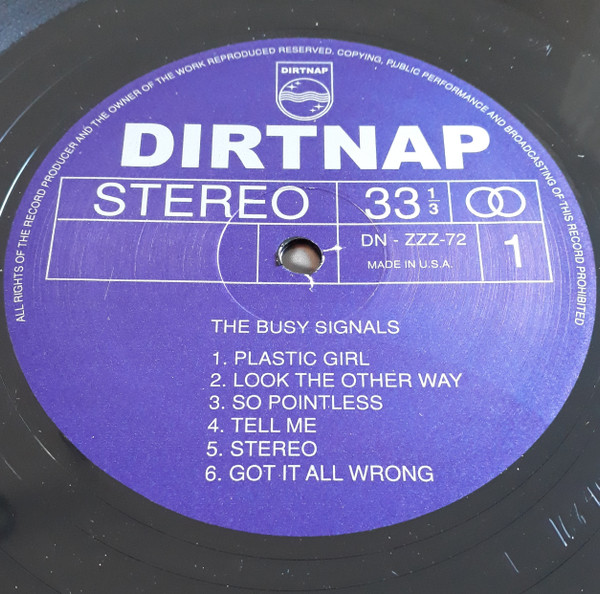 ALL RIGHTS OF THE RECORD PRODUCER AND THE OWNER OF THE WORK REPRODUCED RESERVED. COPYING, PUBLIC PERFORMANCE AND BROADCASTING OF THIS RECORD PROHIBITED
DIRTNAP
DIRTNAP
STEREO 33 1/3
DN - ZZZ-72
MADE IN U.S.A.
1
THE BUSY SIGNALS
1. PLASTIC GIRL
2. LOOK THE OTHER WAY
3. SO POINTLESS
4. TELL ME
5. STEREO
6. GOT IT ALL WRONG